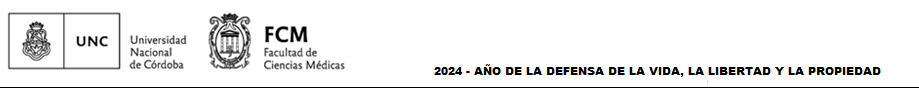 UNC
Universidad
Nacional
de Córdoba
FCM
Facultad de
Ciencias Médicas
2024 - AÑO DE LA DEFENSA DE LA VIDA, LA LIBERTAD Y LA PROPIEDAD